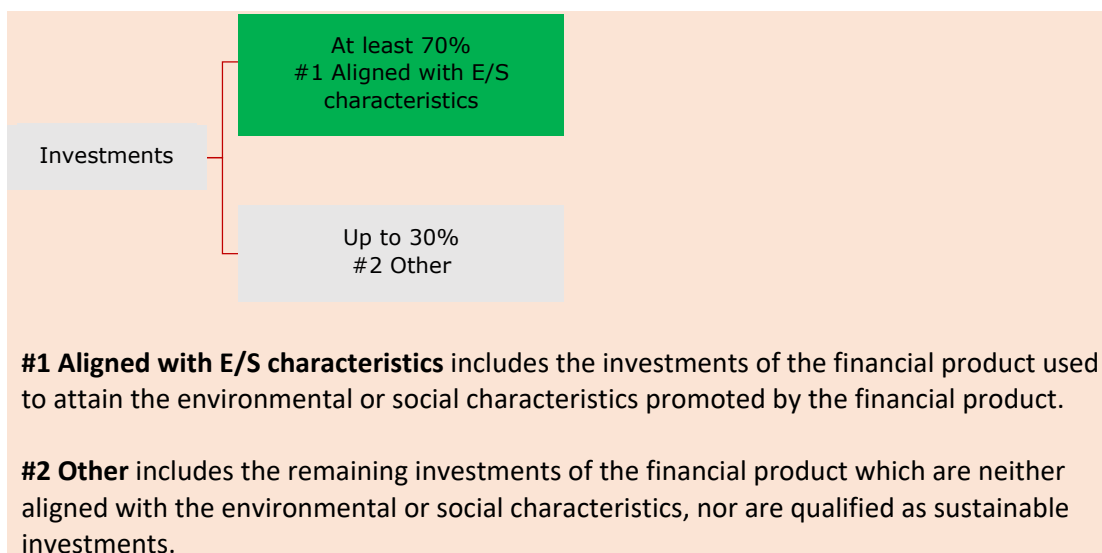 At least 70%
#1 Aligned with E/S
characteristics
Investments
Up to 30%
#2 Other
#1 Aligned with E/S characteristics includes the investments of the financial product used
to attain the environmental or social characteristics promoted by the financial product.
#2 Other includes the remaining investments of the financial product which are neither
aligned with the environmental or social characteristics, nor are qualified as sustainable
investments.